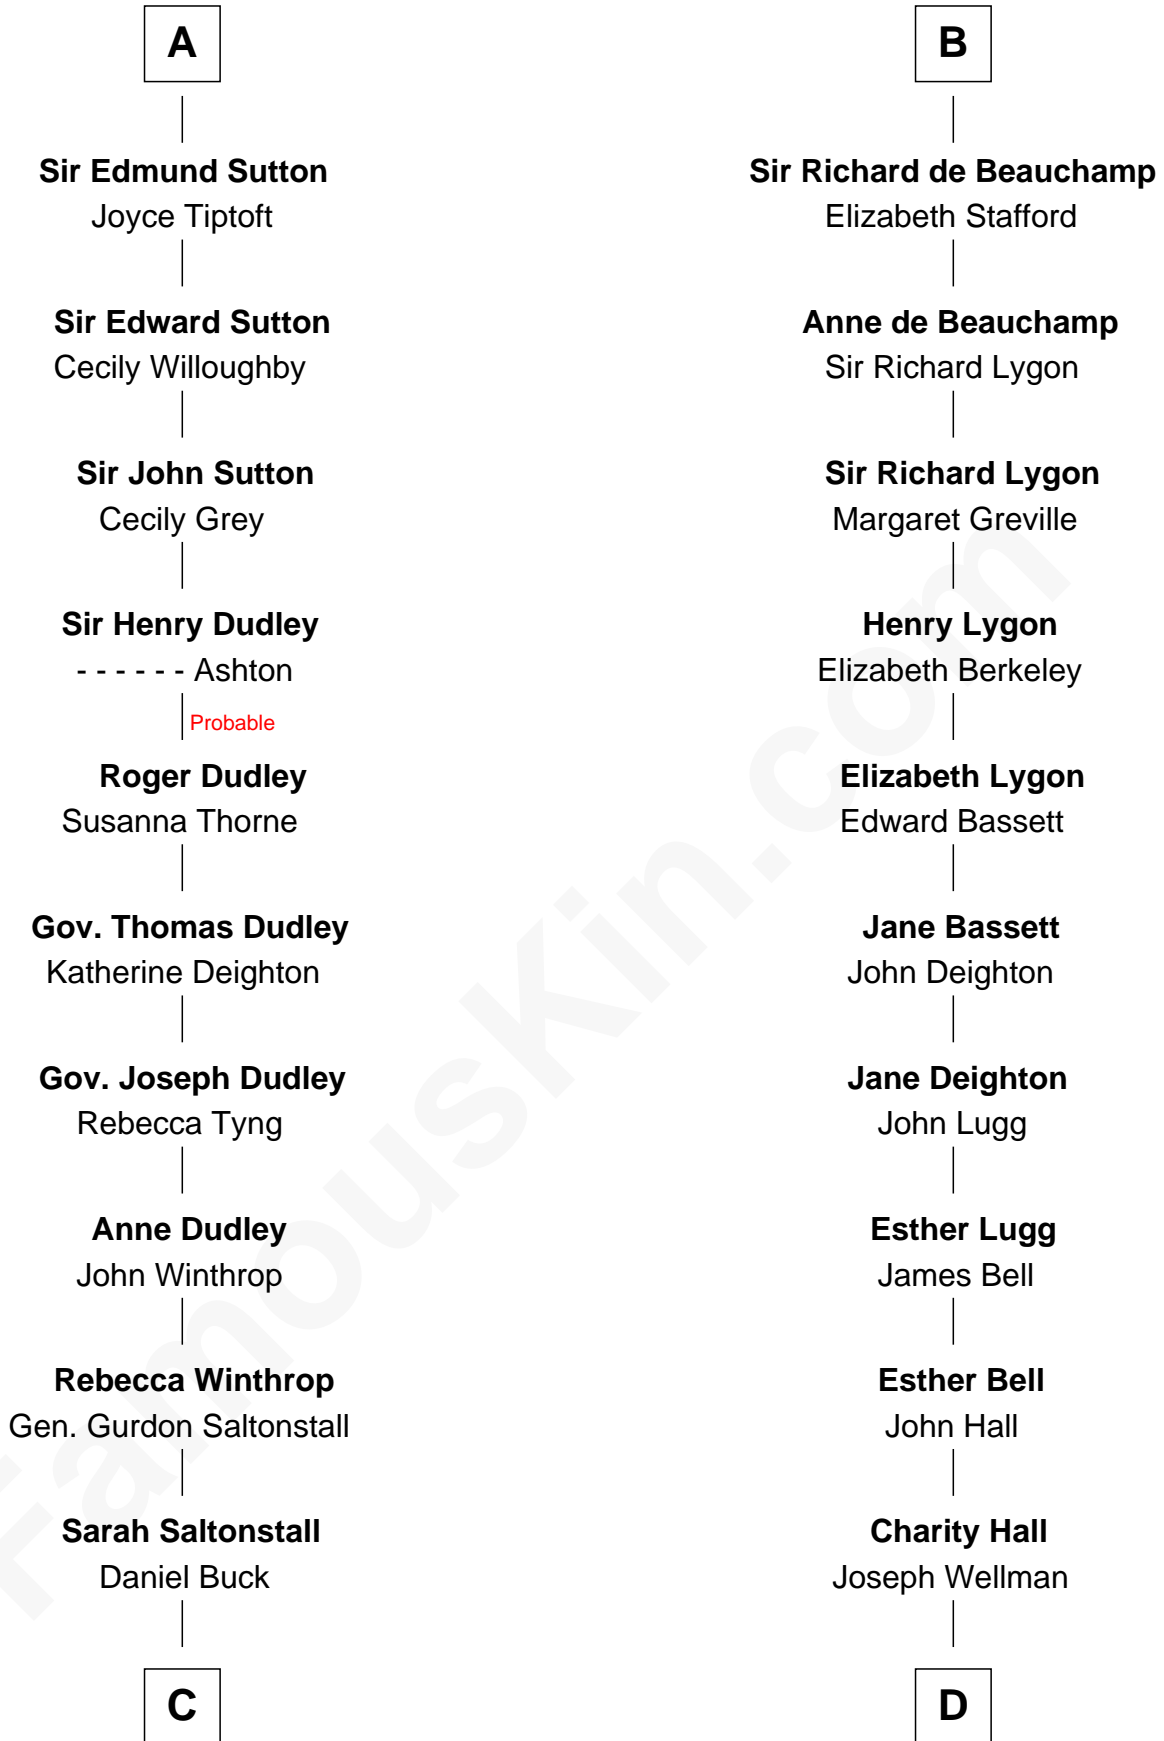 A
Sir Edmund Sutton
Joyce Tiptoft
Sir Edward Sutton
Cecily Willoughby
Sir John Sutton
Cecily Grey
Sir Henry Dudley
- - - - - - Ashton
Probable
Roger Dudley
Susanna Thorne
Gov. Thomas Dudley
Katherine Deighton
Gov. Joseph Dudley
Rebecca Tyng
Anne Dudley
John Winthrop
Rebecca Winthrop
Gen. Gurdon Saltonstall
Sarah Saltonstall
Daniel Buck
C
B
Sir Richard de Beauchamp
Elizabeth Stafford
Anne de Beauchamp
Sir Richard Lygon
Sir Richard Lygon
Margaret Greville
Henry Lygon
Elizabeth Berkeley
Elizabeth Lygon
Edward Bassett
Jane Bassett
John Deighton
Jane Deighton
John Lugg
Esther Lugg
James Bell
Esther Bell
John Hall
Charity Hall
Joseph Wellman
D
FamousKin.com